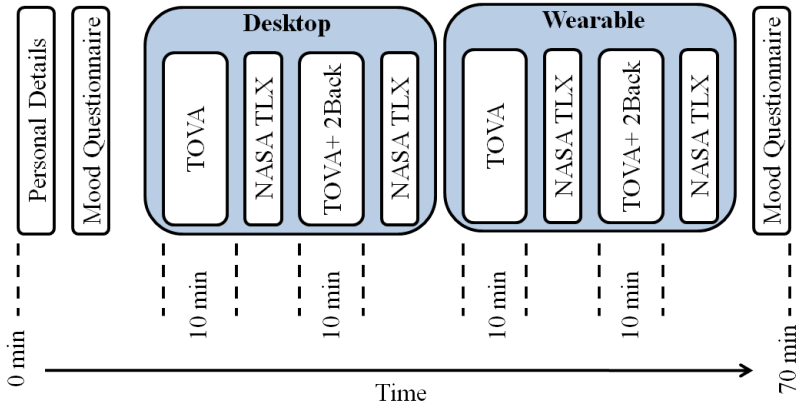 Personal Details
Mood Questionnaire
Desktop
TOVA
NASA TLX
TOVA+ 2Back
NASA TLX
Wearable
TOVA
NASA TLX
TOVA+ 2Back
NASA TLX
Mood Questionnaire
10 min
10 min
10 min
10 min
0 min
70 min
Time